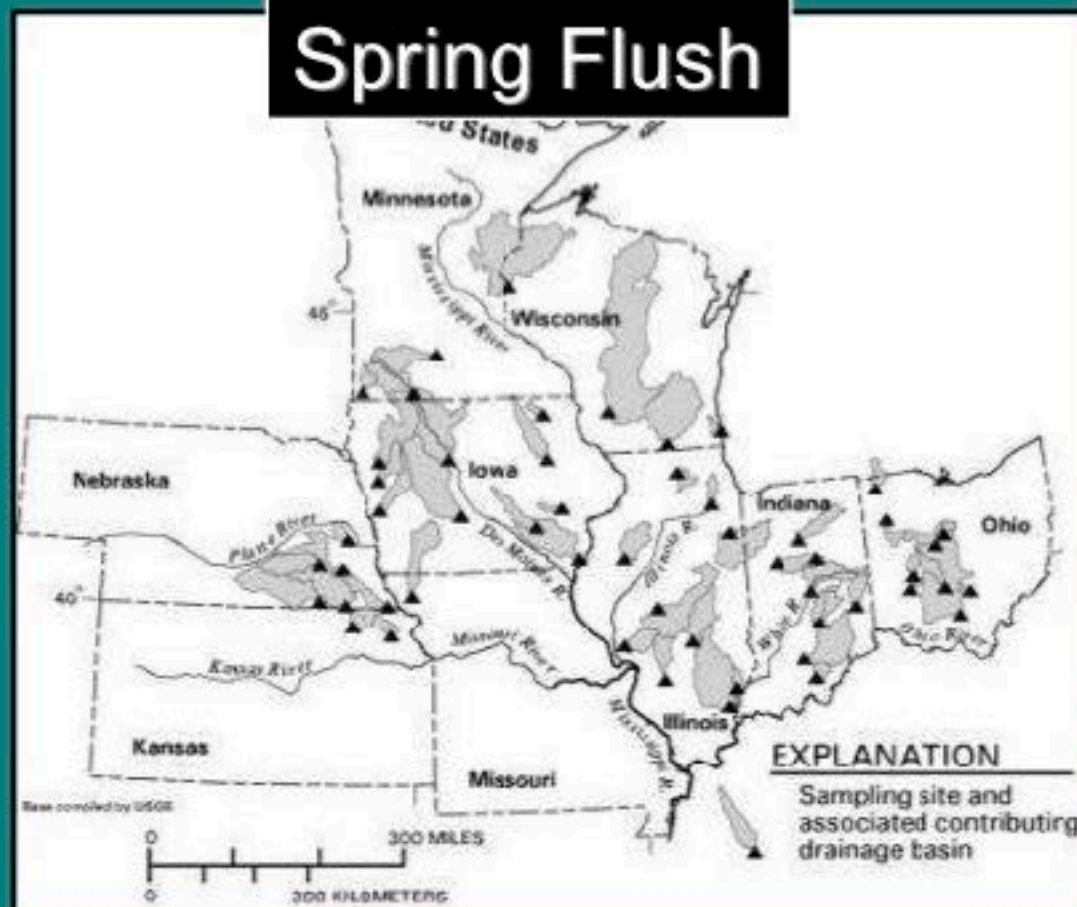 Spring Flush
States
Minnesota
Mississippi River
45°
Wisconsin
Nebraska
Iowa
Indiana
Ohio
Platte River
Des Moines R.
Illinois R.
White R.
Ohio River
40°
Missouri River
Kansas River
Mississippi R.
Illinois
Kansas
Missouri
EXPLANATION
Sampling site and
associated contributing
drainage basin
Base compiled by USGS
0 300 MILES
0 300 KILOMETERS